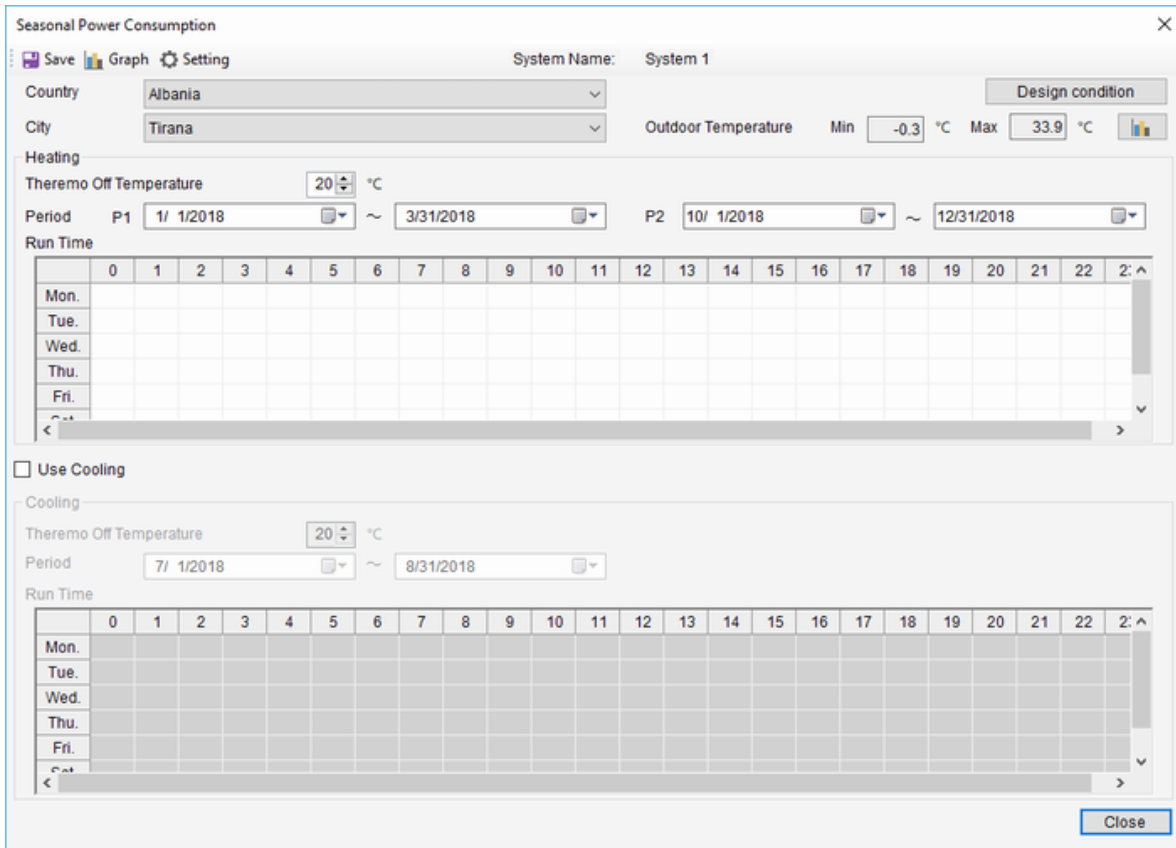 Seasonal Power Consumption
Save Graph Setting System Name: System 1
Country Albania Design condition
City Tirana Outdoor Temperature Min -0.3 °C Max 33.9 °C
Heating
Theremo Off Temperature 20 °C
Period P1 1/ 1/2018 ~ 3/31/2018 P2 10/ 1/2018 ~ 12/31/2018
Run Time
0 1 2 3 4 5 6 7 8 9 10 11 12 13 14 15 16 17 18 19 20 21 22
Mon.
Tue.
Wed.
Thu.
Fri.
Use Cooling
Cooling
Theremo Off Temperature 20 °C
Period 7/ 1/2018 ~ 8/31/2018
Run Time
0 1 2 3 4 5 6 7 8 9 10 11 12 13 14 15 16 17 18 19 20 21 22
Mon.
Tue.
Wed.
Thu.
Fri.
Close